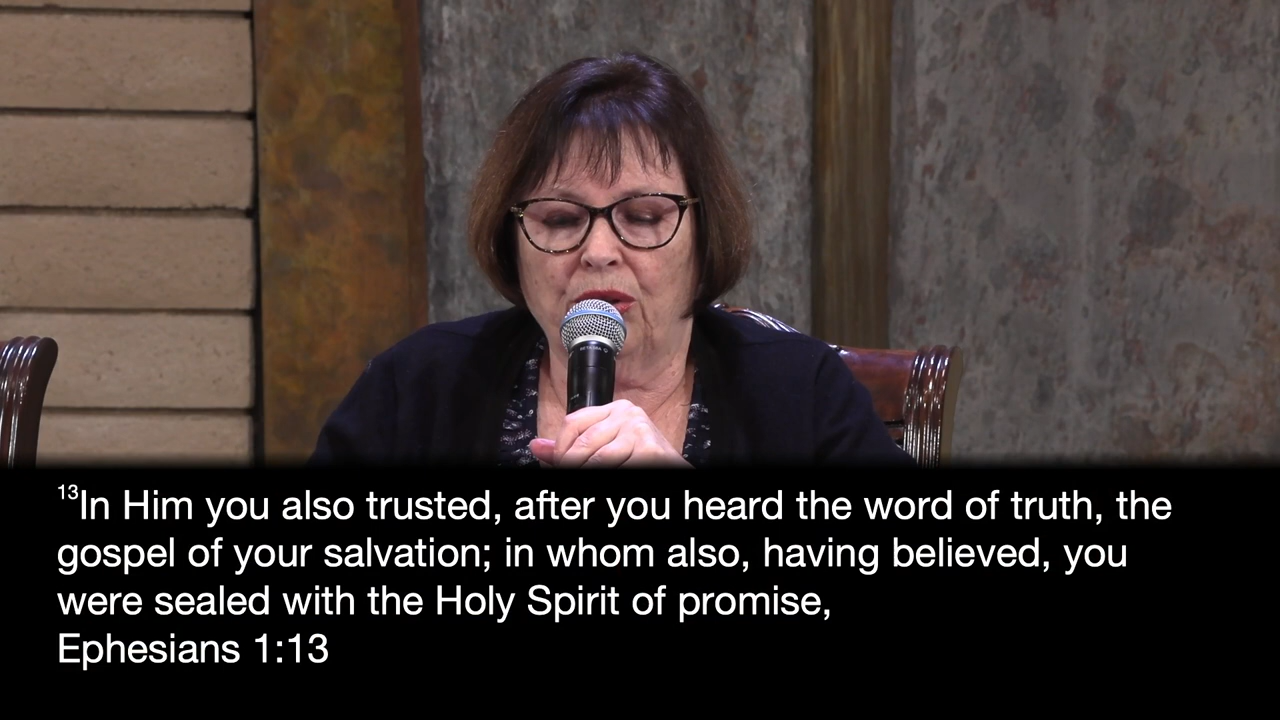 BETA58A
13In Him you also trusted, after you heard the word of truth, the
gospel of your salvation; in whom also, having believed, you
were sealed with the Holy Spirit of promise,
Ephesians 1:13